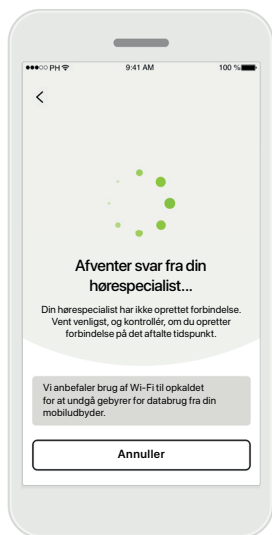 ●●●○○ PH 9:41 AM 100 %
Afventer svar fra din
hørespecialist...
Din hørespecialist har ikke oprettet forbindelse.
Vent venligst, og kontrollér, om du opretter
forbindelse på det aftalte tidspunkt.
Vi anbefaler brug af Wi-Fi til opkaldet
for at undgå gebyrer for databrug fra din
mobiludbyder.
Annuller